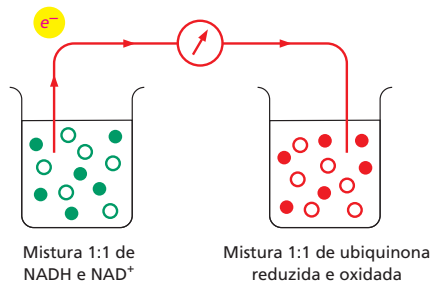 e⁻
Mistura 1:1 de
NADH e NAD⁺
Mistura 1:1 de ubiquinona
reduzida e oxidada